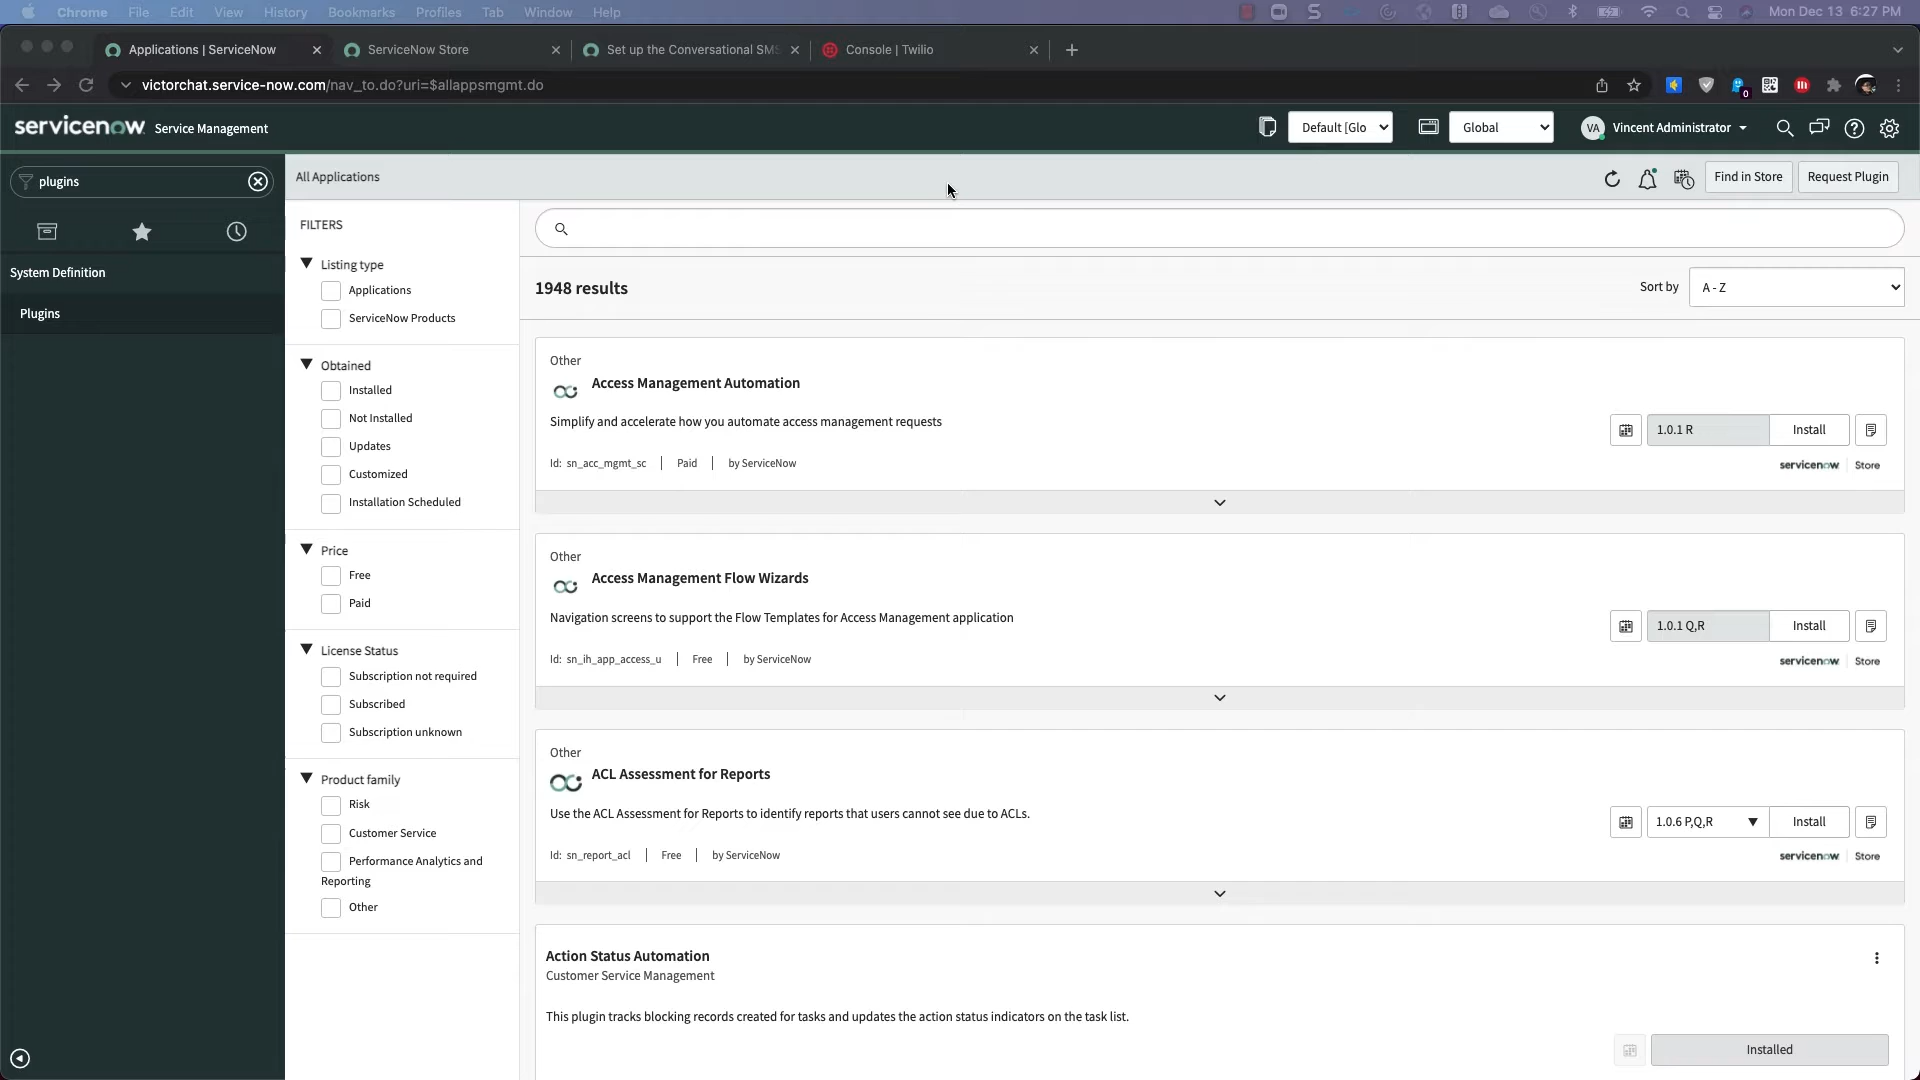 Chrome File Edit View History Bookmarks Profiles Tab Window Help Mon Dec 13 6:27 PM
Applications | ServiceNow ServiceNow Store Set up the Conversational SMS Console | Twilio
victorchat.service-now.com/nav_to.do?uri=$allappsmgmt.do 0
servicenow Service Management Default [Glo Global VA Vincent Administrator
plugins
All Applications Find in Store Request Plugin
System Definition
Plugins
FILTERS
Listing type
Applications
ServiceNow Products
Obtained
Installed
Not Installed
Updates
Customized
Installation Scheduled
Price
Free
Paid
License Status
Subscription not required
Subscribed
Subscription unknown
Product family
Risk
Customer Service
Performance Analytics and
Reporting
Other
1948 results Sort by A - Z
Other
Access Management Automation
Simplify and accelerate how you automate access management requests
1.0.1 R Install
Id: sn_acc_mgmt_sc Paid by ServiceNow
servicenow Store
Other
Access Management Flow Wizards
Navigation screens to support the Flow Templates for Access Management application
1.0.1 Q,R Install
Id: sn_ih_app_access_u Free by ServiceNow
servicenow Store
Other
ACL Assessment for Reports
Use the ACL Assessment for Reports to identify reports that users cannot see due to ACLs.
1.0.6 P,Q,R Install
Id: sn_report_acl Free by ServiceNow
servicenow Store
Action Status Automation
Customer Service Management
This plugin tracks blocking records created for tasks and updates the action status indicators on the task list.
Installed